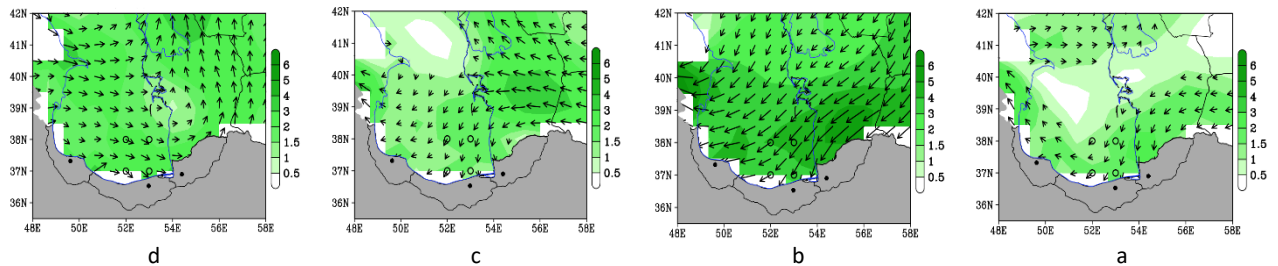 42N 42N 42N 42N
41N 6 41N 6 41N 6 41N 6
40N 5 40N 5 40N 5 40N 5
39N 4 39N 4 39N 4 39N 4
3 3 3 3
38N 2 38N 2 38N 2 38N 2
1.5 1.5 1.5 1.5
37N 1 37N 1 37N 1 37N 1
0.5 0.5 0.5 0.5
36N 36N 36N 36N
48E 50E 52E 54E 56E 58E 48E 50E 52E 54E 56E 58E 48E 50E 52E 54E 56E 58E 48E 50E 52E 54E 56E 58E
d c b a